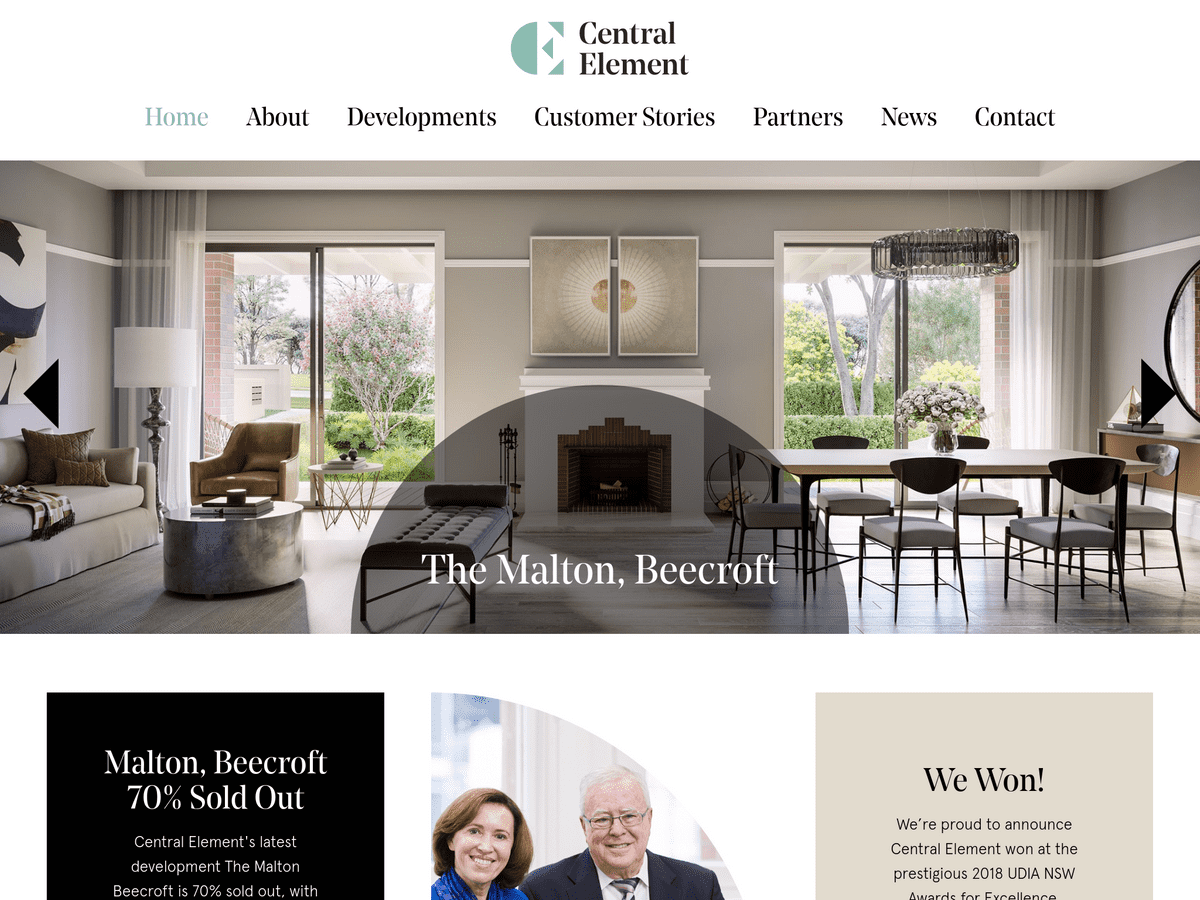 Central
Element
Home About Developments Customer Stories Partners News Contact
The Malton, Beecroft
Malton, Beecroft
70% Sold Out
Central Element's latest
development The Malton
Beecroft is 70% sold out, with
We Won!
We’re proud to announce
Central Element won at the
prestigious 2018 UDIA NSW
Awards for Excellence